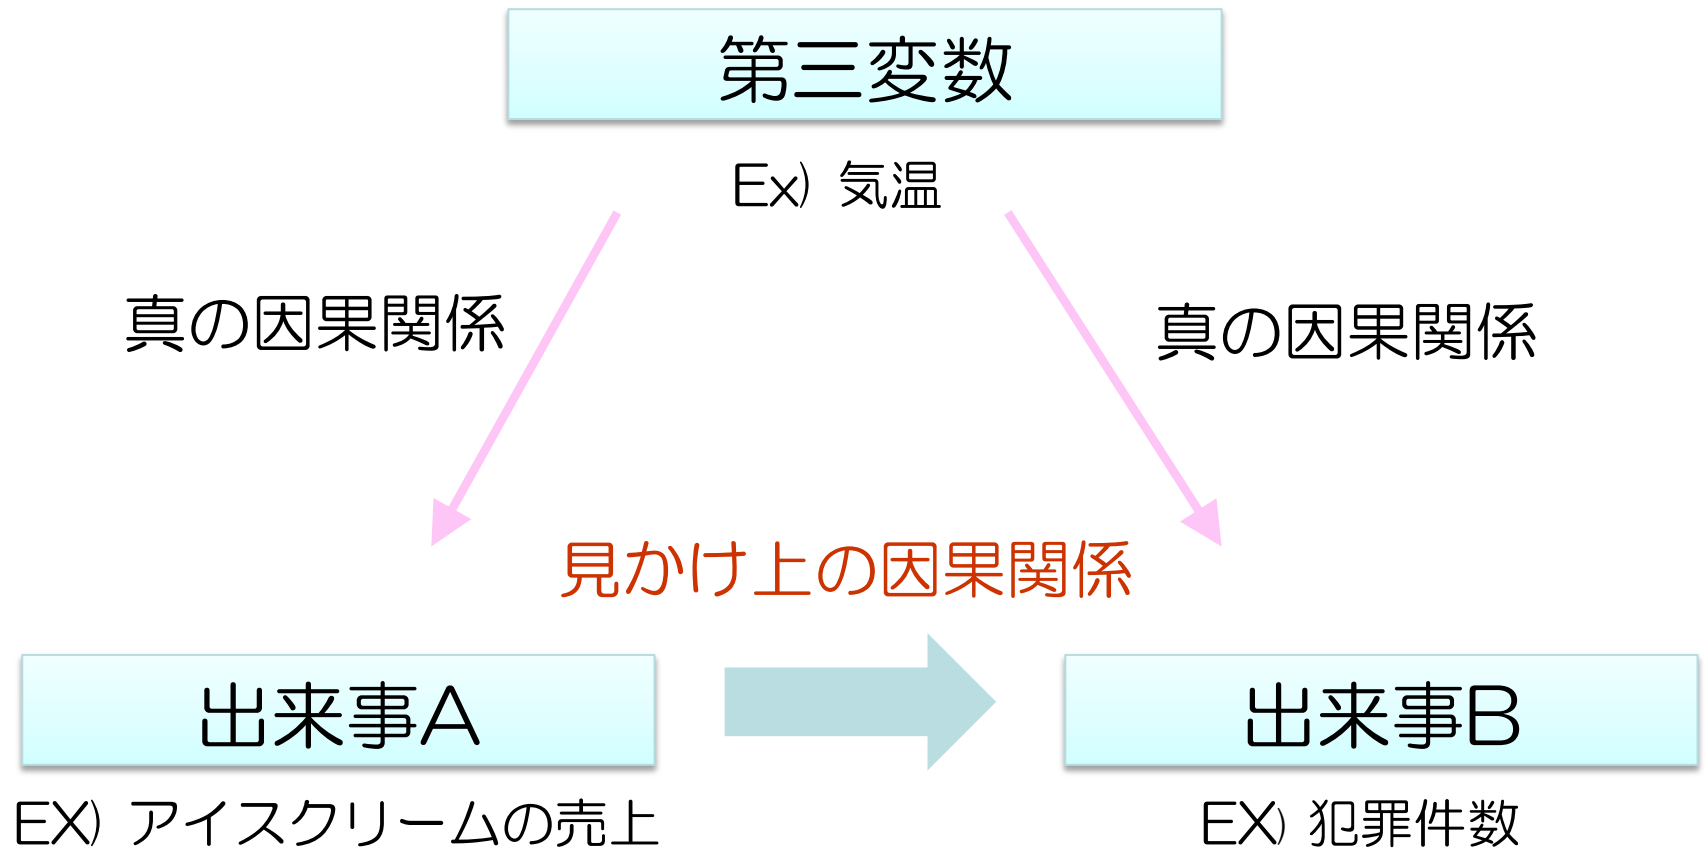 第三変数
Ex) 気温
真の因果関係
真の因果関係
見かけ上の因果関係
出来事A
出来事B
EX) アイスクリームの売上
EX) 犯罪件数